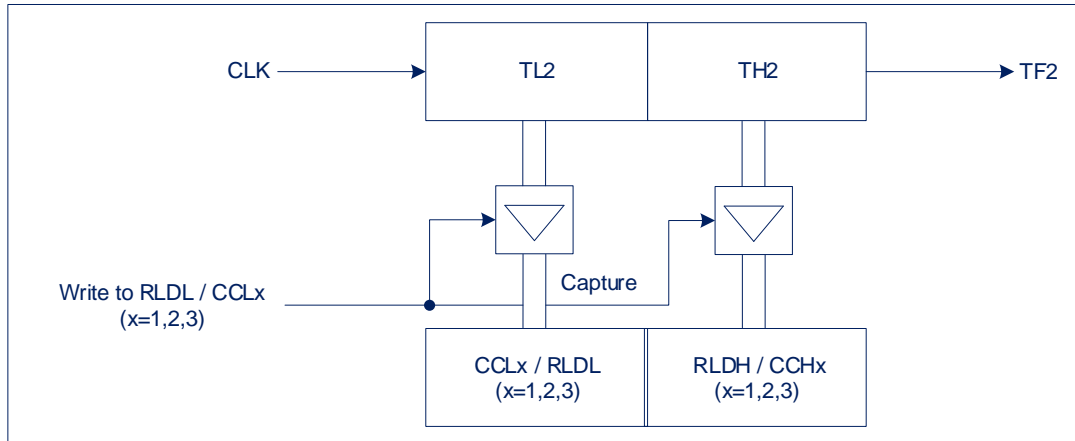 CLK
TL2
TH2
TF2
Capture
Write to RLDL / CCLx
(x=1,2,3)
CCLx / RLDL
(x=1,2,3)
RLDH / CCHx
(x=1,2,3)